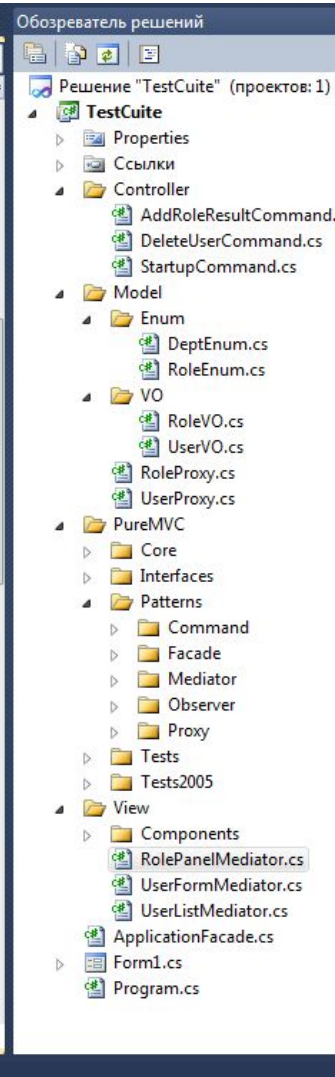 Обозреватель решений
Решение "TestCuite" (проектов: 1)
TestCuite
Properties
Ссылки
Controller
AddRoleResultCommand.
DeleteUserCommand.cs
StartupCommand.cs
Model
Enum
DeptEnum.cs
RoleEnum.cs
VO
RoleVO.cs
UserVO.cs
RoleProxy.cs
UserProxy.cs
PureMVC
Core
Interfaces
Patterns
Command
Facade
Mediator
Observer
Proxy
Tests
Tests2005
View
Components
RolePanelMediator.cs
UserFormMediator.cs
UserListMediator.cs
ApplicationFacade.cs
Form1.cs
Program.cs